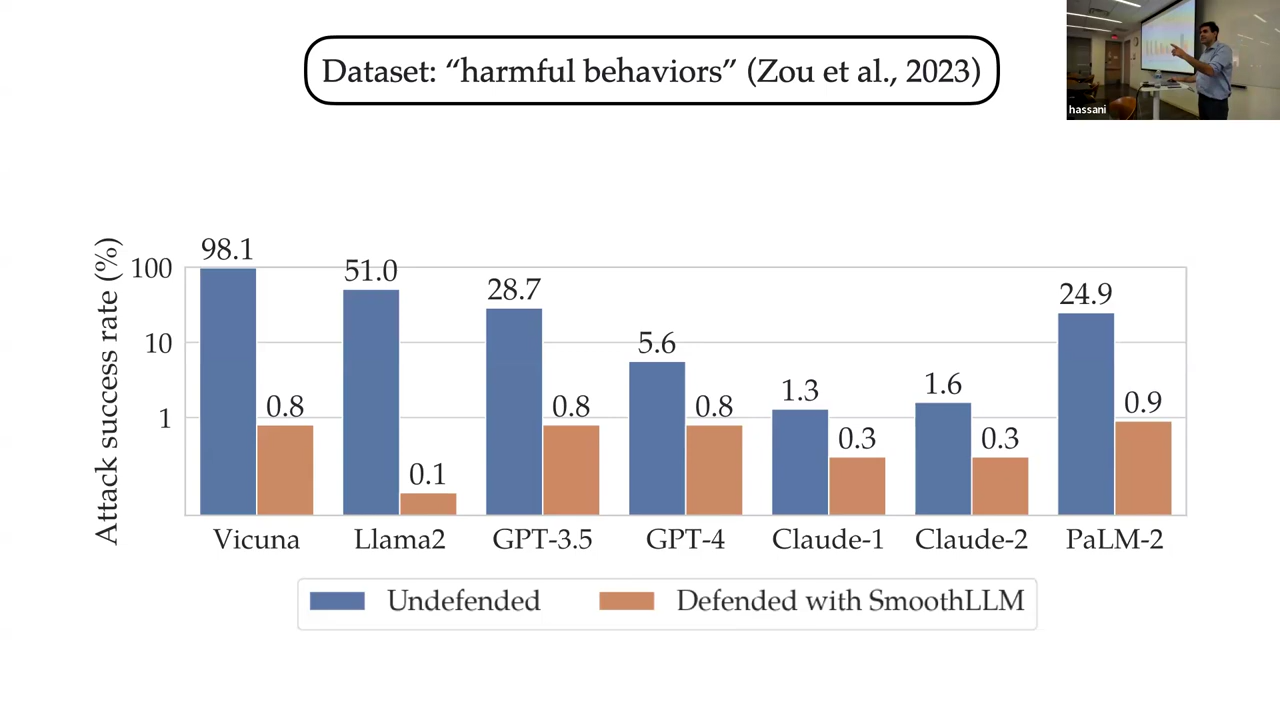 Dataset: “harmful behaviors” (Zou et al., 2023)
hassani
Attack success rate (%)
100
10
1
98.1
0.8
51.0
0.1
28.7
0.8
5.6
0.8
1.3
0.3
1.6
0.3
24.9
0.9
Vicuna
Llama2
GPT-3.5
GPT-4
Claude-1
Claude-2
PaLM-2
Undefended
Defended with SmoothLLM